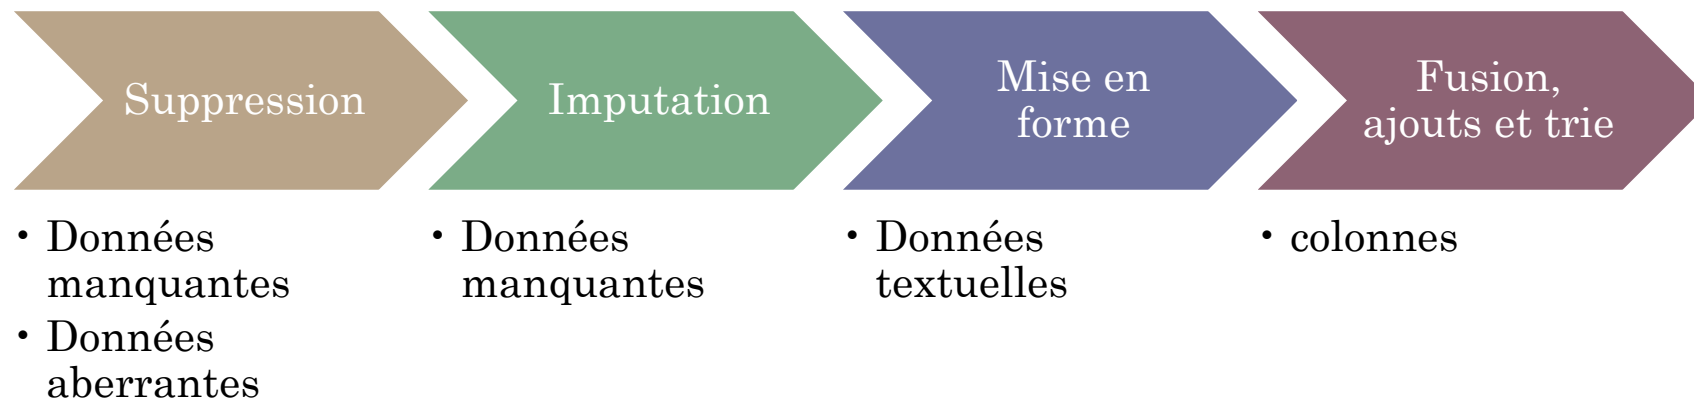 Suppression
• Données
manquantes
• Données
aberrantes
Imputation
• Données
manquantes
Mise en
forme
• Données
textuelles
Fusion,
ajouts et trie
• colonnes